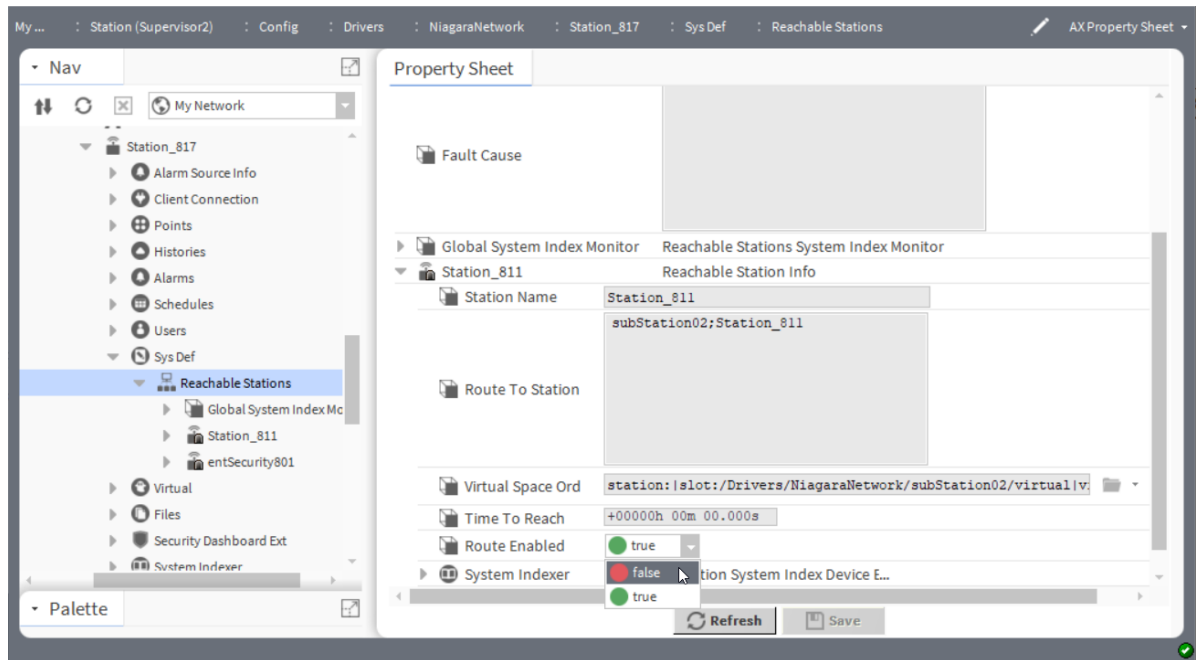 My ... : Station (Supervisor2) : Config : Drivers : NiagaraNetwork : Station_817 : Sys Def : Reachable Stations AX Property Sheet
Nav
My Network
Station_817
Alarm Source Info
Client Connection
Points
Histories
Alarms
Schedules
Users
Sys Def
Reachable Stations
Global System Index Mo
Station_811
entSecurity801
Virtual
Files
Security Dashboard Ext
System Indexer
Palette
Property Sheet
Fault Cause
Global System Index Monitor Reachable Stations System Index Monitor
Station_811 Reachable Station Info
Station Name Station_811
subStation02;Station_811
Route To Station
Virtual Space Ord station:|slot:/Drivers/NiagaraNetwork/subStation02/virtual|v
Time To Reach +00000h 00m 00.000s
Route Enabled true
System Indexer false tion System Index Device E...
true
Refresh Save